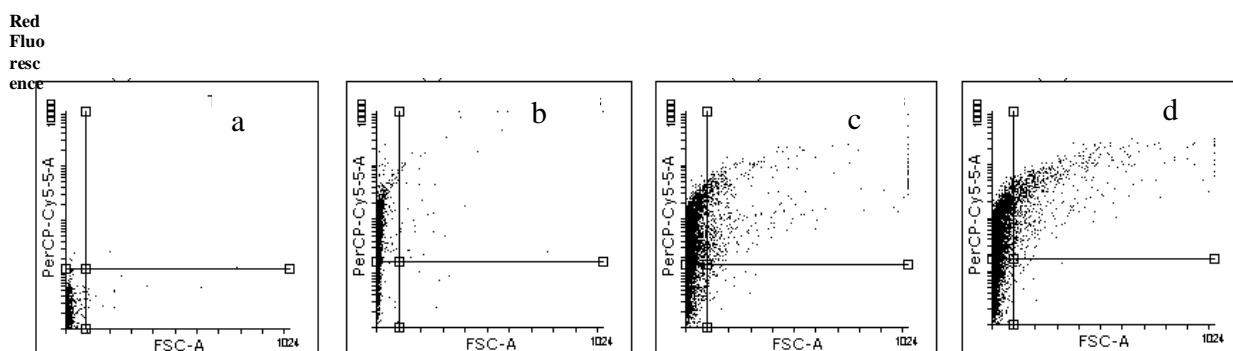 Red
Fluo
resc
ence
a
PerCP-Cy5-5-A
FSC-A
1024
b
PerCP-Cy5-5-A
FSC-A
1024
c
PerCP-Cy5-5-A
FSC-A
1024
d
PerCP-Cy5-5-A
FSC-A
1024